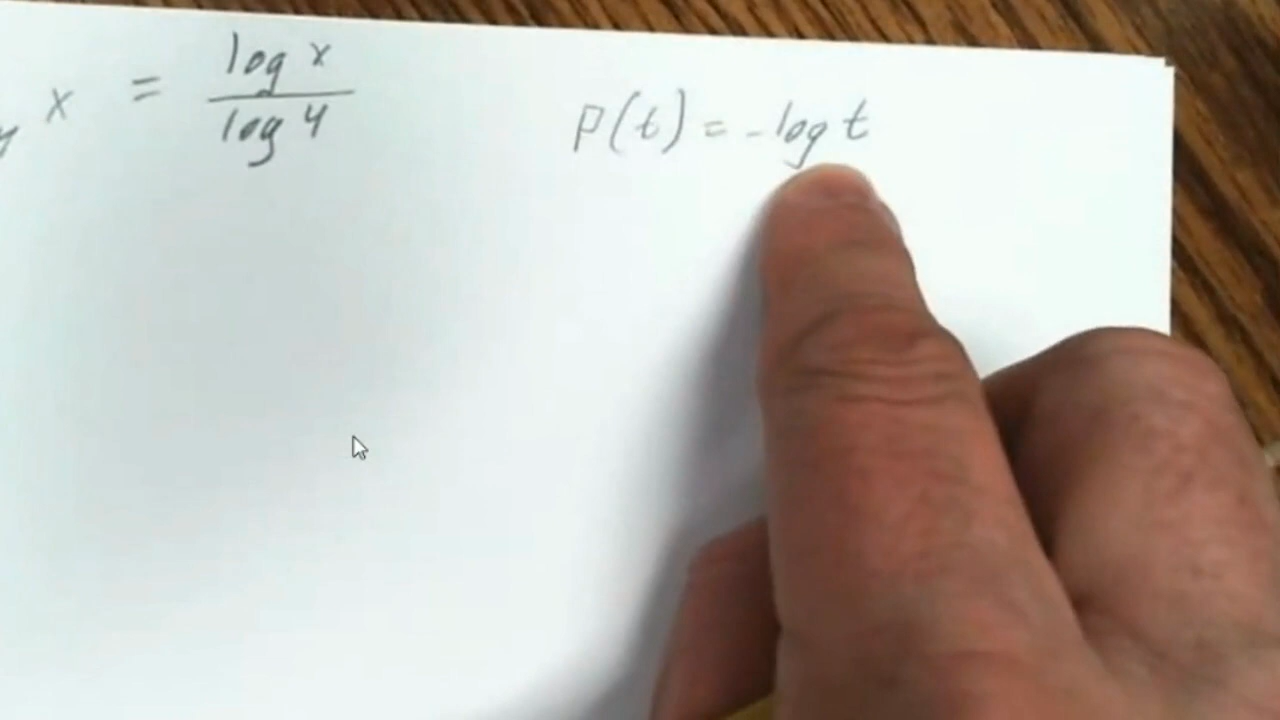 x = log x / log 4
P(t) = -log t